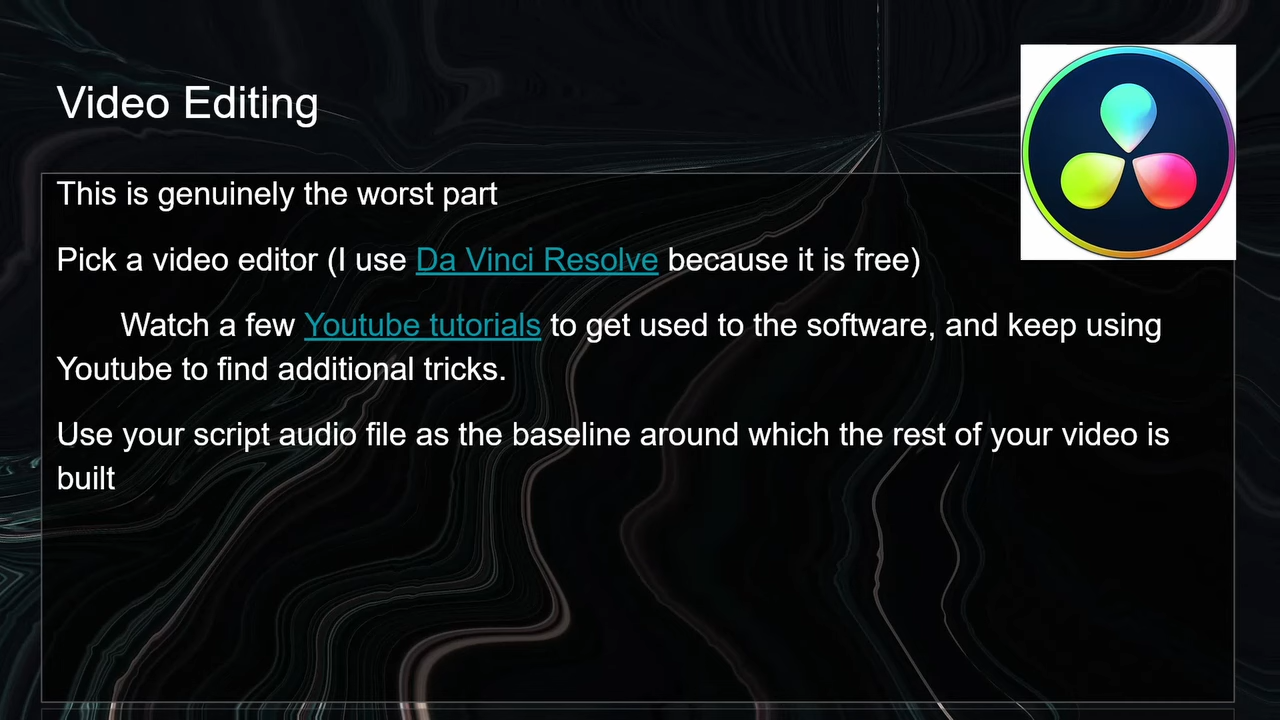 Video Editing
This is genuinely the worst part
Pick a video editor (I use Da Vinci Resolve because it is free)
Watch a few Youtube tutorials to get used to the software, and keep using
Youtube to find additional tricks.
Use your script audio file as the baseline around which the rest of your video is
built